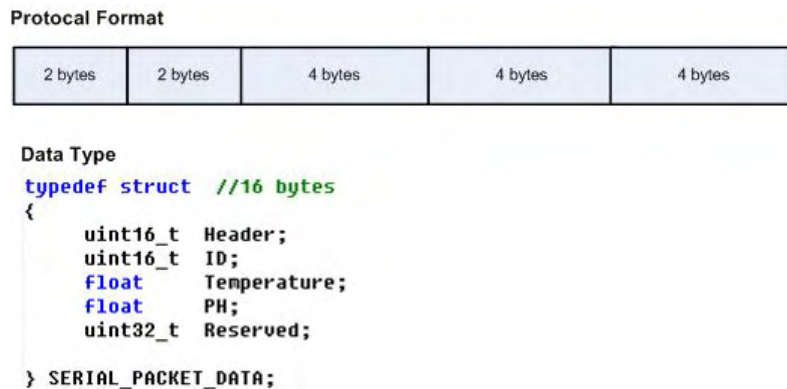 Protocal Format
2 bytes 2 bytes 4 bytes 4 bytes 4 bytes
Data Type
typedef struct //16 bytes
{
uint16_t Header;
uint16_t ID;
float Temperature;
float PH;
uint32_t Reserved;
} SERIAL_PACKET_DATA;